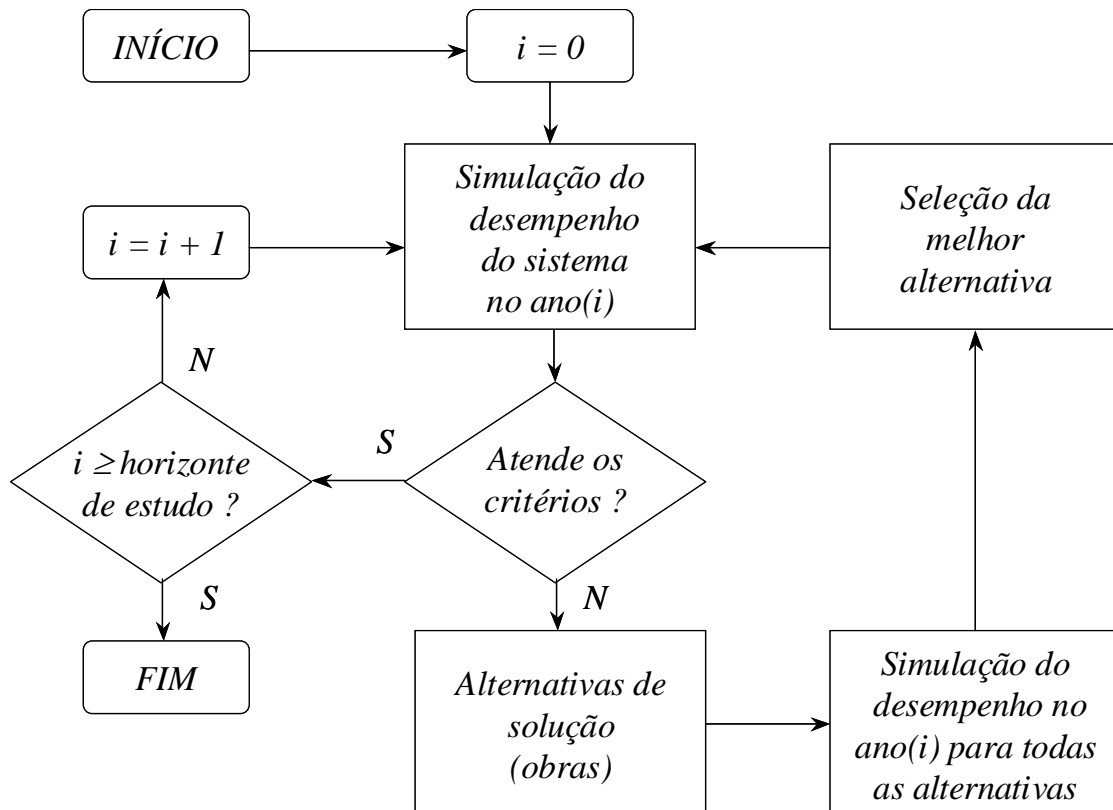 INÍCIO
i = 0
Simulação do
desempenho
do sistema
no ano(i)
Seleção da
melhor
alternativa
i = i + 1
N
i ≥ horizonte
de estudo ?
S
Atende os
critérios ?
S
N
FIM
Alternativas de
solução
(obras)
Simulação do
desempenho no
ano(i) para todas
as alternativas